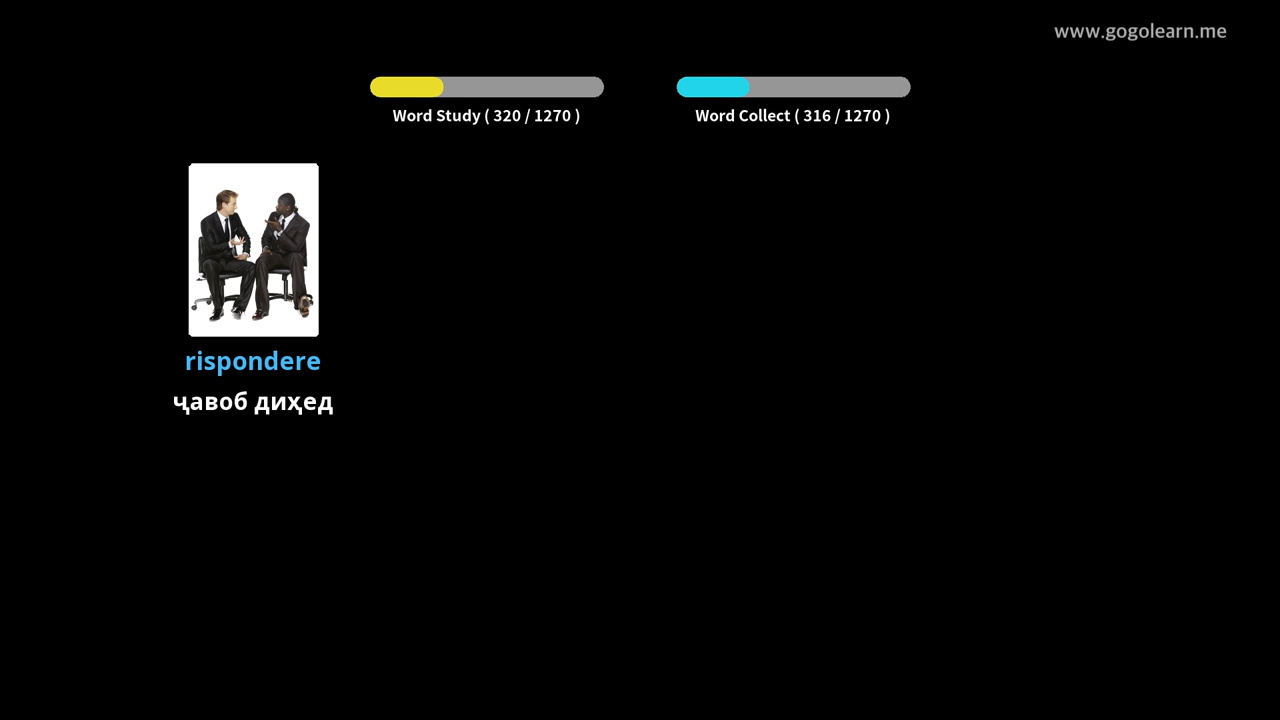 www.gogolearn.me
Word Study ( 320 / 1270 )
Word Collect ( 316 / 1270 )
rispondere
ҷавоб диҳед